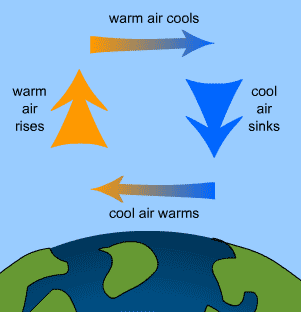 warm air cools
warm
air
rises
cool
air
sinks
cool air warms